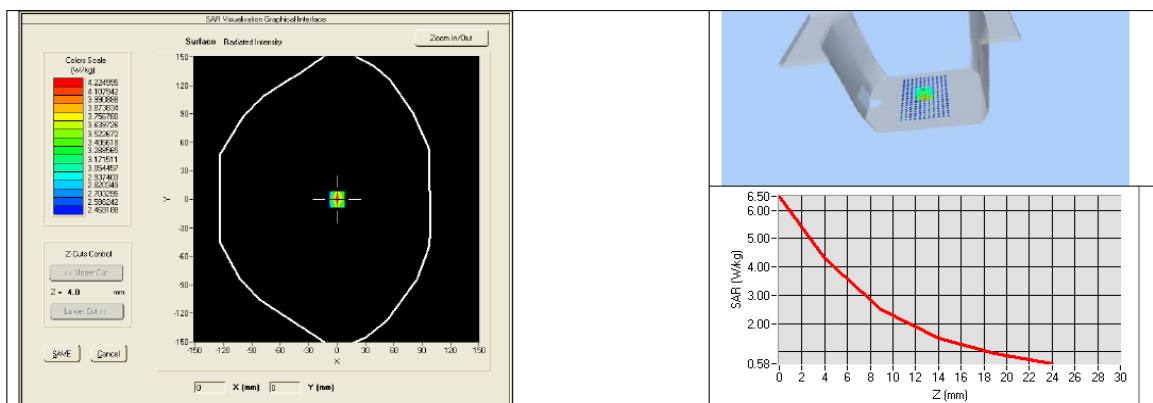 SAR Visualisation Graphical Interface
Surface Radiated Intensity
Zoom In/Out
Colors Scale
(W/kg)
4.224995
4.107942
3.990888
3.873834
3.756780
3.639726
3.522672
3.405618
3.288565
3.171511
3.054457
2.937403
2.820349
2.703295
2.586242
2.469188
Z-Cuts Control
<< Upper Cut
Z = 4.0 mm
Lower Cut >>
SAVE Cancel
150
120
90
60
30
0
-30
-60
-90
-120
-150
Y
-150 -120 -90 -60 -30 0 30 60 90 120 150
X
0 X (mm) 0 Y (mm)
6.50
6.00
5.00
4.00
3.00
2.00
0.58
SAR (W/kg)
0 2 4 6 8 10 12 14 16 18 20 22 24 26 28 30
Z (mm)